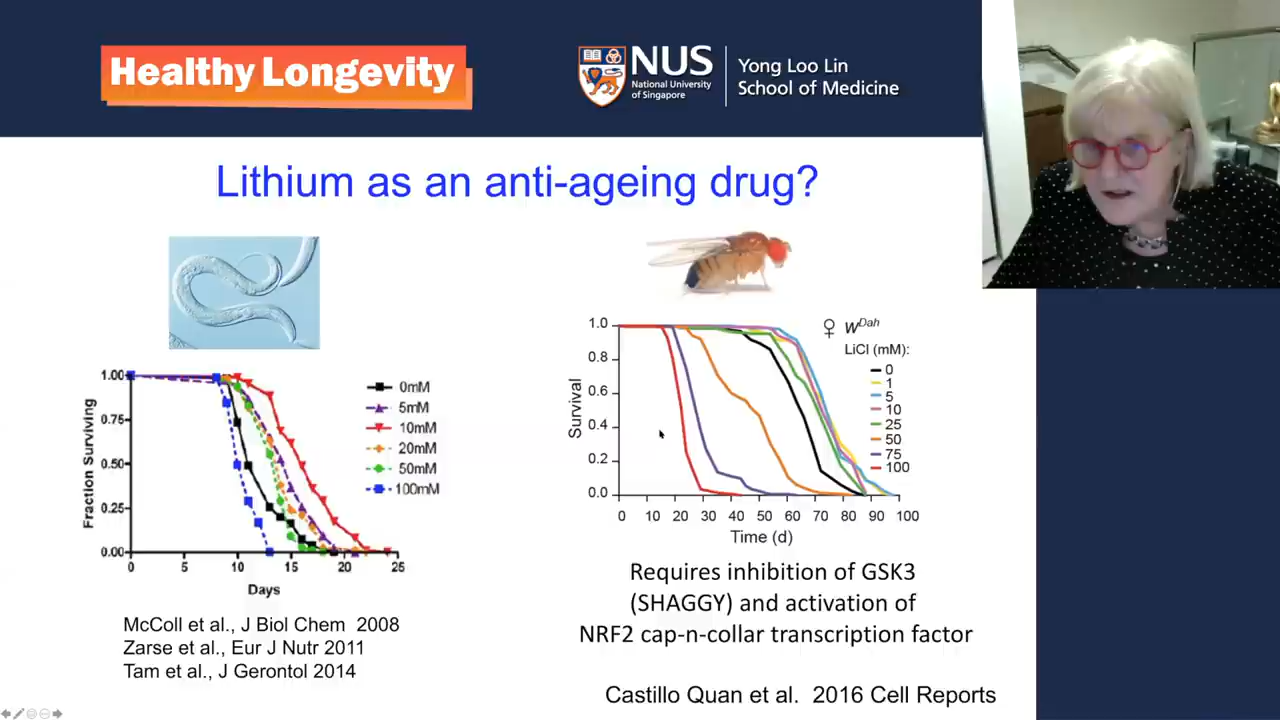 Healthy Longevity
NUS
National University
of Singapore
Yong Loo Lin
School of Medicine
Lithium as an anti-ageing drug?
1.00
0.75
0.50
0.25
0.00
Fraction Surviving
0 5 10 15 20 25
Days
0mM
5mM
10mM
20mM
50mM
100mM
McColl et al., J Biol Chem 2008
Zarse et al., Eur J Nutr 2011
Tam et al., J Gerontol 2014
1.0
0.8
0.6
0.4
0.2
0.0
Survival
0 10 20 30 40 50 60 70 80 90 100
Time (d)
♀ wDah
LiCl (mM):
0
1
5
10
25
50
75
100
Requires inhibition of GSK3
(SHAGGY) and activation of
NRF2 cap-n-collar transcription factor
Castillo Quan et al. 2016 Cell Reports